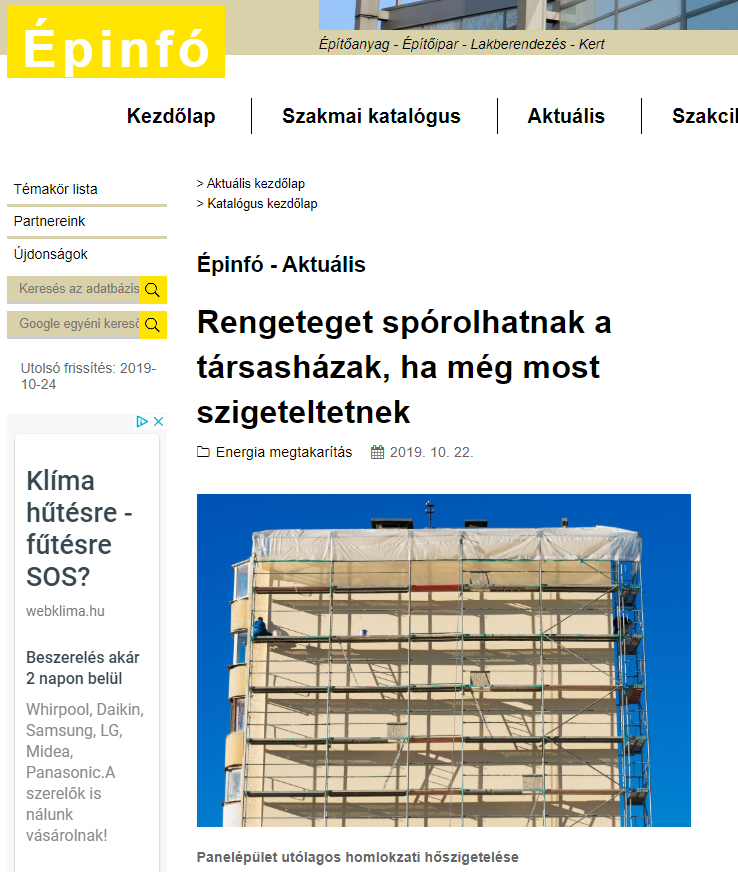 Épinfó
Építőanyag - Építőipar - Lakberendezés - Kert
Kezdőlap
Szakmai katalógus
Aktuális
Szakcik
Témakör lista
Partnereink
Újdonságok
Keresés az adatbázis
Google egyéni kereső
Utolsó frissítés: 2019-
10-24
Klíma
hűtésre -
fűtésre
SOS?
webklima.hu
Beszerelés akár
2 napon belül
Whirpool, Daikin,
Samsung, LG,
Midea,
Panasonic.A
szerelők is
nálunk
vásárolnak!
> Aktuális kezdőlap
> Katalógus kezdőlap
Épinfó - Aktuális
Rengeteget spórolhatnak a
társasházak, ha még most
szigeteltetnek
Energia megtakarítás 2019. 10. 22.
Panelépület utólagos homlokzati hőszigetelése